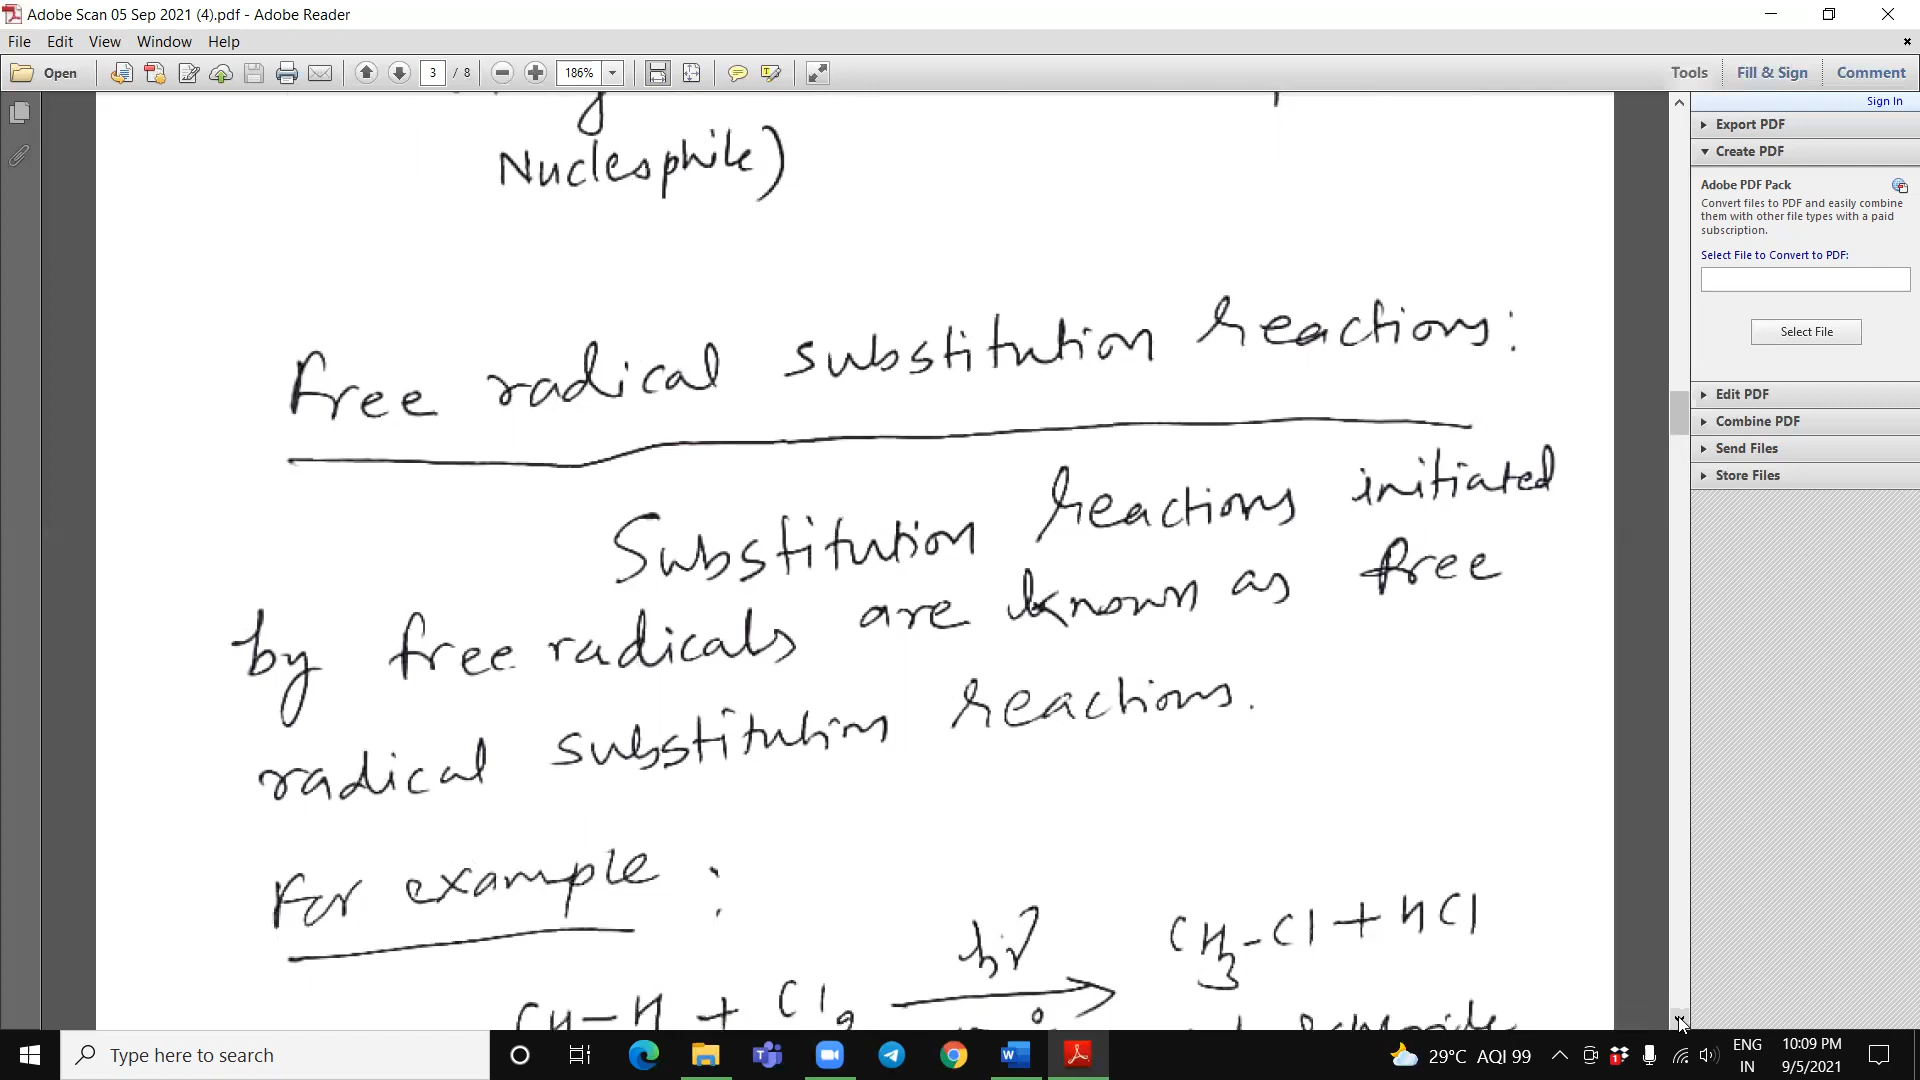 Adobe Scan 05 Sep 2021 (4).pdf - Adobe Reader
File Edit View Window Help
Open 3 / 8 186% Tools Fill & Sign Comment
Sign In
Export PDF
Create PDF
Adobe PDF Pack
Convert files to PDF and easily combine
them with other file types with a paid
subscription.
Select File to Convert to PDF:
Select File
Edit PDF
Combine PDF
Send Files
Store Files
Nucleophile)
Free radical substitution reactions:
Substitution reactions initiated
by free radicals are known as free
radical substitution reactions.
For example :
hν
CH3-Cl + HCl
CH-H + Cl2
Type here to search
29°C AQI 99
ENG
IN
10:09 PM
9/5/2021